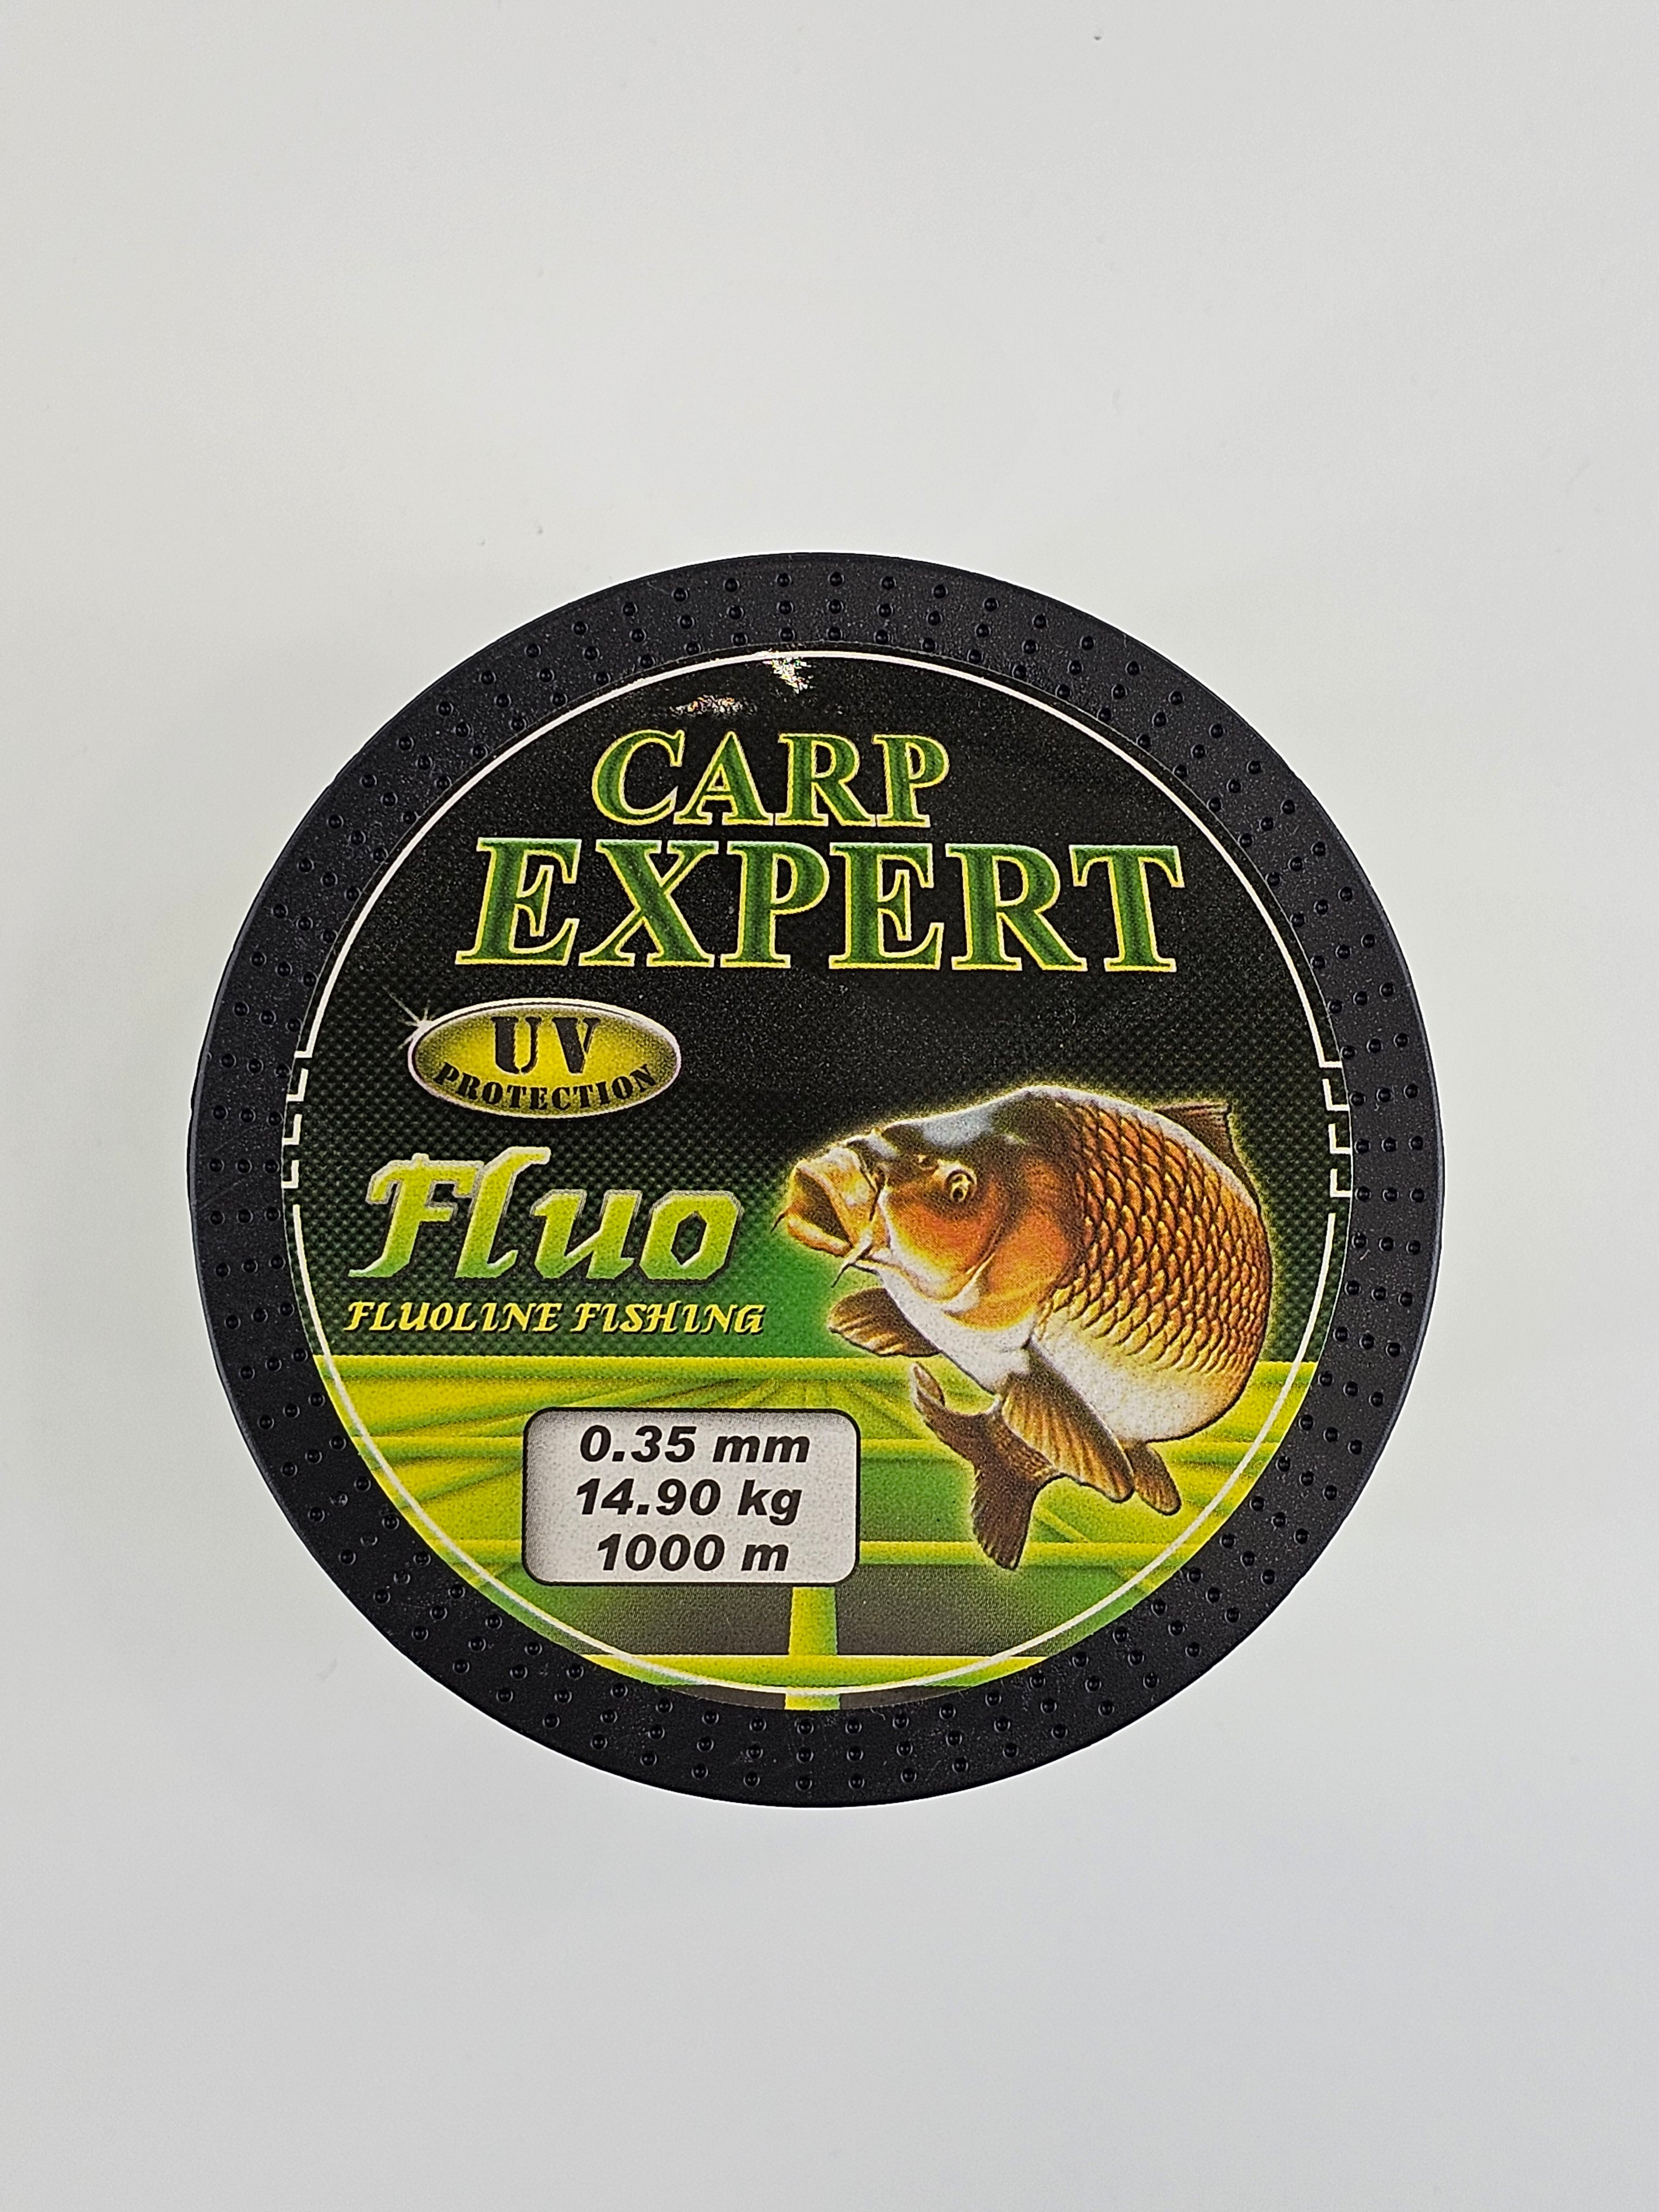 CARP
EXPERT
UV
PROTECTION
Fluo
FLUOLINE FISHING
0.35 mm
14.90 kg
1000 m